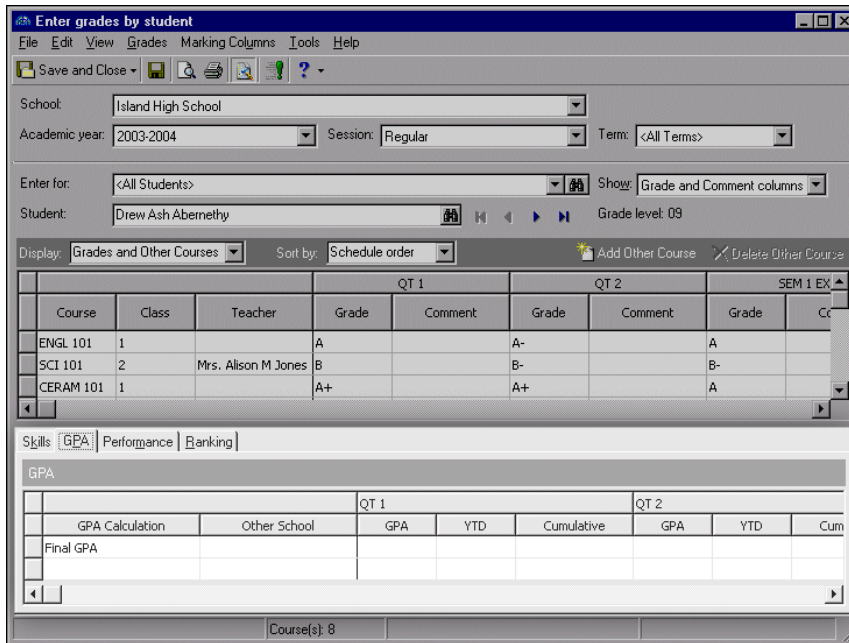 Enter grades by student
File Edit View Grades Marking Columns Tools Help
Save and Close
School: Island High School
Academic year: 2003-2004 Session: Regular Term: <All Terms>
Enter for: <All Students> Show: Grade and Comment columns
Student: Drew Ash Abernethy Grade level: 09
Display: Grades and Other Courses Sort by: Schedule order Add Other Course Delete Other Course
QT 1 QT 2 SEM 1 EX
Course Class Teacher Grade Comment Grade Comment Grade Co
ENGL 101 1 A A- A
SCI 101 2 Mrs. Alison M Jones B B- B-
CERAM 101 1 A+ A+ A
Skills GPA Performance Ranking
GPA
QT 1 QT 2
GPA Calculation Other School GPA YTD Cumulative GPA YTD Cum
Final GPA
Course(s): 8